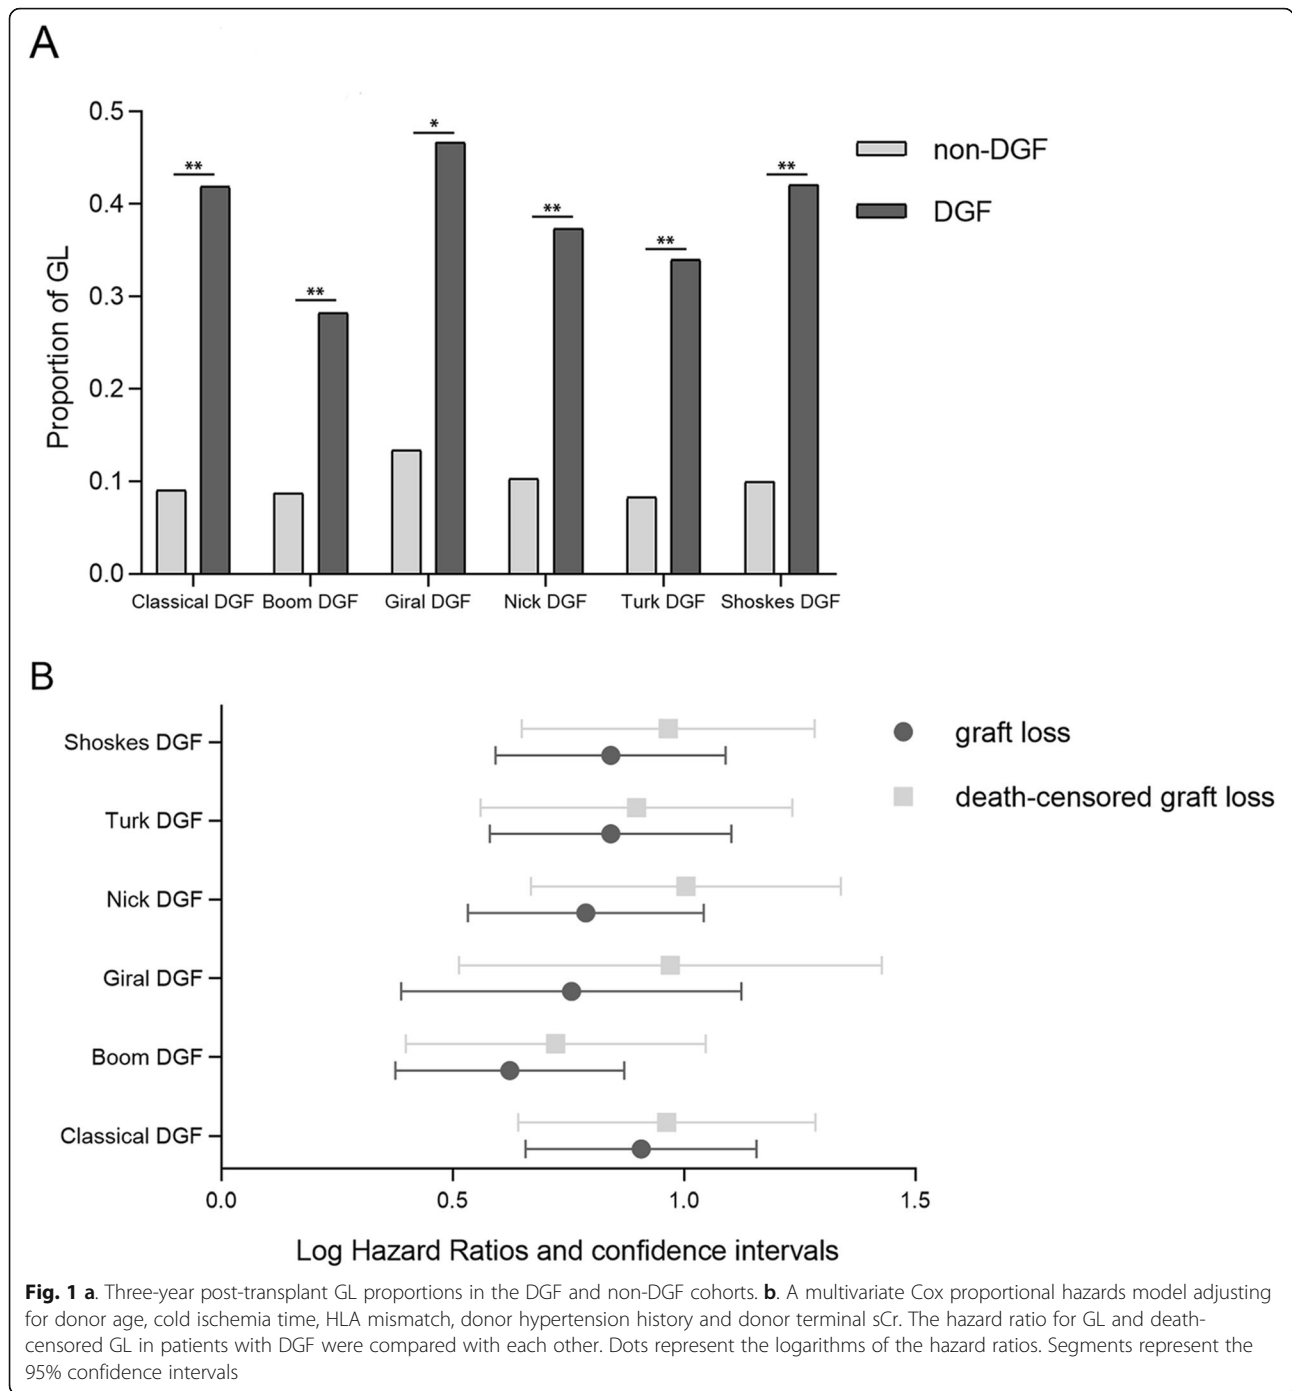 A
0.5
0.4
0.3
0.2
0.1
0.0
Proportion of GL
**
**
*
**
**
**
non-DGF
DGF
Classical DGF Boom DGF Giral DGF Nick DGF Turk DGF Shoskes DGF
B
Shoskes DGF
Turk DGF
Nick DGF
Giral DGF
Boom DGF
Classical DGF
graft loss
death-censored graft loss
0.0 0.5 1.0 1.5
Log Hazard Ratios and confidence intervals
Fig. 1 a. Three-year post-transplant GL proportions in the DGF and non-DGF cohorts. b. A multivariate Cox proportional hazards model adjusting
for donor age, cold ischemia time, HLA mismatch, donor hypertension history and donor terminal sCr. The hazard ratio for GL and death-
censored GL in patients with DGF were compared with each other. Dots represent the logarithms of the hazard ratios. Segments represent the
95% confidence intervals